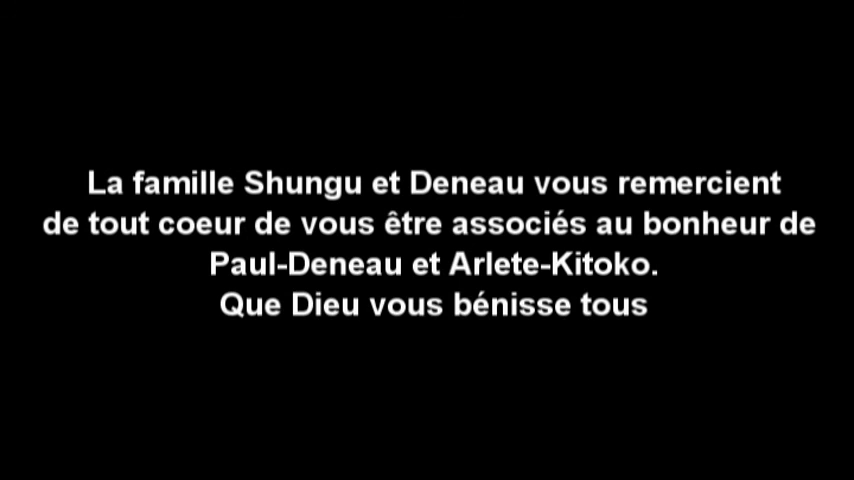 La famille Shungu et Deneau vous remercient
de tout coeur de vous être associés au bonheur de
Paul-Deneau et Arlete-Kitoko.
Que Dieu vous bénisse tous